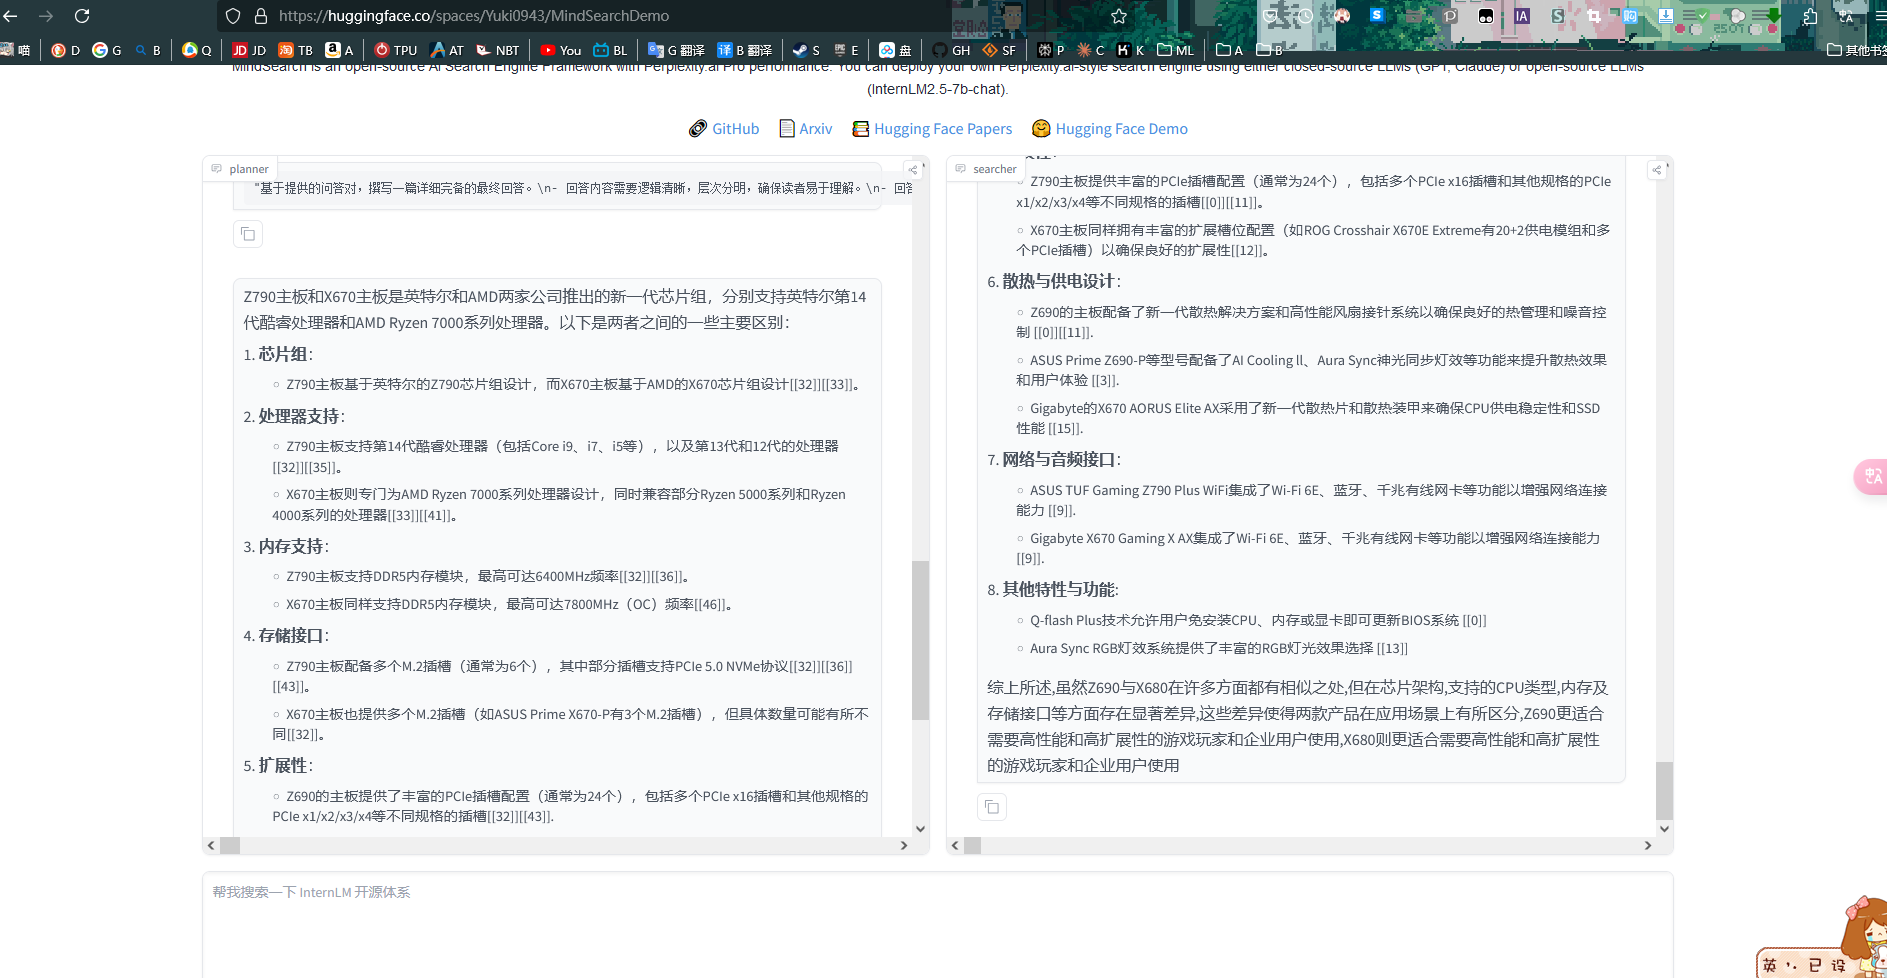 https://huggingface.co/spaces/Yuki0943/MindSearchDemo
喵 D G B Q JD TB A TPU AT NBT You BL G 翻译 B 翻译 S E 盘 GH SF P C K ML A B 其他书签
MindSearch is an open-source AI Search Engine Framework with Perplexity.ai Pro performance. You can deploy your own Perplexity.ai-style search engine using either closed-source LLMs (GPT, Claude) or open-source LLMs
(InternLM2.5-7b-chat).
GitHub Arxiv Hugging Face Papers Hugging Face Demo
planner
"基于提供的问答对，撰写一篇详细完备的最终回答。\n- 回答内容需要逻辑清晰，层次分明，确保读者易于理解。\n- 回答
Z790主板和X670主板是英特尔和AMD两家公司推出的新一代芯片组，分别支持英特尔第14
代酷睿处理器和AMD Ryzen 7000系列处理器。以下是两者之间的一些主要区别：
1. 芯片组：
Z790主板基于英特尔的Z790芯片组设计，而X670主板基于AMD的X670芯片组设计[[32]][[33]]。
2. 处理器支持：
Z790主板支持第14代酷睿处理器（包括Core i9、i7、i5等），以及第13代和12代的处理器
[[32]][[35]]。
X670主板则专门为AMD Ryzen 7000系列处理器设计，同时兼容部分Ryzen 5000系列和Ryzen
4000系列的处理器[[33]][[41]]。
3. 内存支持：
Z790主板支持DDR5内存模块，最高可达6400MHz频率[[32]][[36]]。
X670主板同样支持DDR5内存模块，最高可达7800MHz（OC）频率[[46]]。
4. 存储接口：
Z790主板配备多个M.2插槽（通常为6个），其中部分插槽支持PCIe 5.0 NVMe协议[[32]][[36]]
[[43]]。
X670主板也提供多个M.2插槽（如ASUS Prime X670-P有3个M.2插槽），但具体数量可能有所不
同[[32]]。
5. 扩展性：
Z690的主板提供了丰富的PCIe插槽配置（通常为24个），包括多个PCIe x16插槽和其他规格的
PCIe x1/x2/x3/x4等不同规格的插槽[[32]][[43]].
searcher
Z790主板提供丰富的PCIe插槽配置（通常为24个），包括多个PCIe x16插槽和其他规格的PCIe
x1/x2/x3/x4等不同规格的插槽[[0]][[11]]。
X670主板同样拥有丰富的扩展槽位配置（如ROG Crosshair X670E Extreme有20+2供电模组和多
个PCIe插槽）以确保良好的扩展性[[12]]。
6. 散热与供电设计：
Z690的主板配备了新一代散热解决方案和高性能风扇接针系统以确保良好的热管理和噪音控
制 [[0]][[11]].
ASUS Prime Z690-P等型号配备了AI Cooling ll、Aura Sync神光同步灯效等功能来提升散热效果
和用户体验 [[3]].
Gigabyte的X670 AORUS Elite AX采用了新一代散热片和散热装甲来确保CPU供电稳定性和SSD
性能 [[15]].
7. 网络与音频接口：
ASUS TUF Gaming Z790 Plus WiFi集成了Wi-Fi 6E、蓝牙、千兆有线网卡等功能以增强网络连接
能力 [[9]].
Gigabyte X670 Gaming X AX集成了Wi-Fi 6E、蓝牙、千兆有线网卡等功能以增强网络连接能力
[[9]].
8. 其他特性与功能:
Q-flash Plus技术允许用户免安装CPU、内存或显卡即可更新BIOS系统 [[0]]
Aura Sync RGB灯效系统提供了丰富的RGB灯光效果选择 [[13]]
综上所述,虽然Z690与X680在许多方面都有相似之处,但在芯片架构,支持的CPU类型,内存及
存储接口等方面存在显著差异,这些差异使得两款产品在应用场景上有所区分,Z690更适合
需要高性能和高扩展性的游戏玩家和企业用户使用,X680则更适合需要高性能和高扩展性
的游戏玩家和企业用户使用
帮我搜索一下 InternLM 开源体系
英 已 设